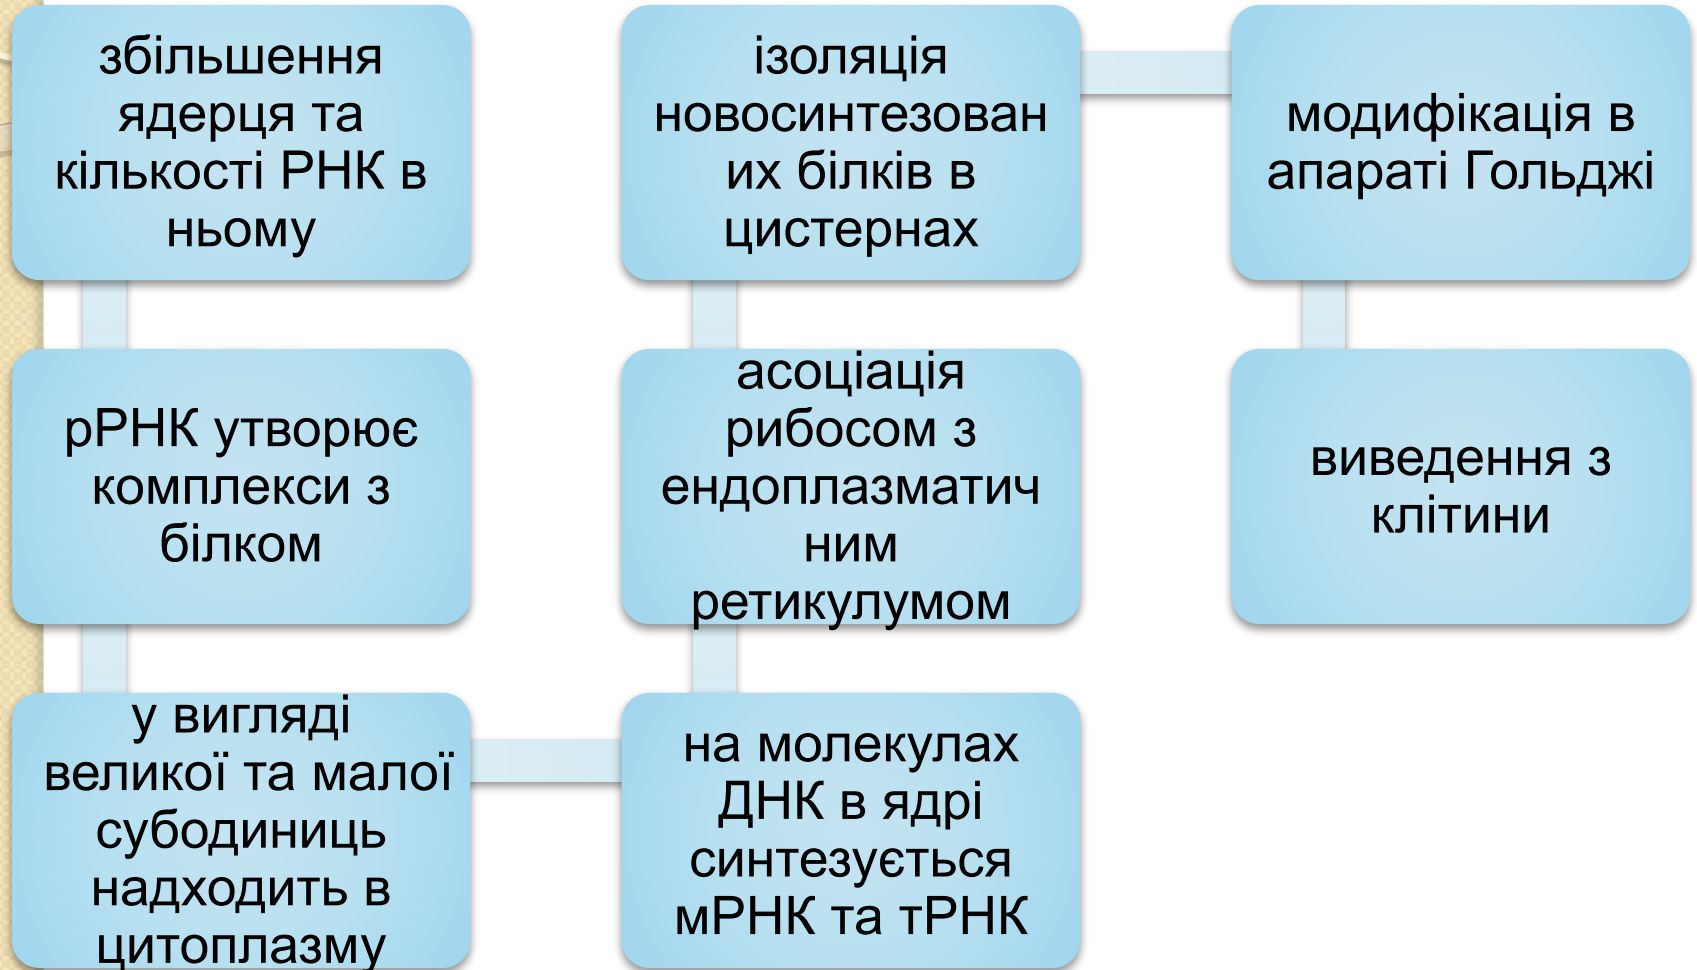 збільшення
ядерця та
кількості РНК в
ньому
рРНК утворює
комплекси з
білком
у вигляді
великої та малої
субодиниць
надходить в
цитоплазму
на молекулах
ДНК в ядрі
синтезується
мРНК та тРНК
асоціація
рибосом з
ендоплазматич
ним
ретикулумом
ізоляція
новосинтезован
их білків в
цистернах
модифікація в
апараті Гольджі
виведення з
клітини